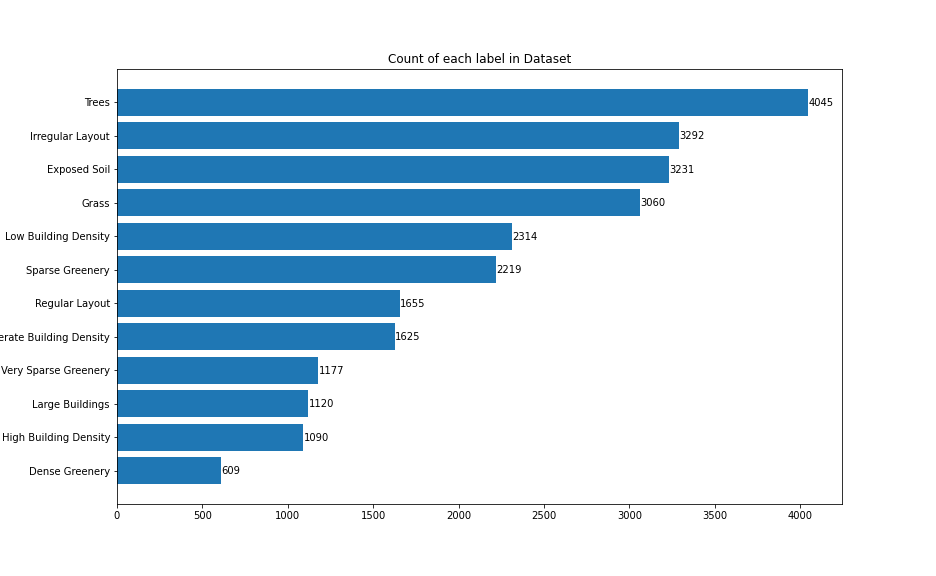 Count of each label in Dataset
Trees 4045
Irregular Layout 3292
Exposed Soil 3231
Grass 3060
Low Building Density 2314
Sparse Greenery 2219
Regular Layout 1655
erate Building Density 1625
Very Sparse Greenery 1177
Large Buildings 1120
High Building Density 1090
Dense Greenery 609
0 500 1000 1500 2000 2500 3000 3500 4000